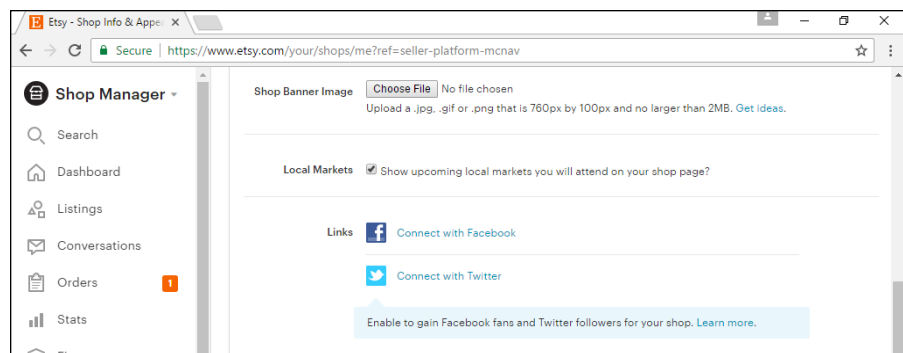 Etsy - Shop Info & Appe
Secure | https://www.etsy.com/your/shops/me?ref=seller-platform-mcnav
Shop Manager
Search
Dashboard
Listings
Conversations
Orders 1
Stats
Shop Banner Image Choose File No file chosen
Upload a .jpg, .gif or .png that is 760px by 100px and no larger than 2MB. Get ideas.
Local Markets Show upcoming local markets you will attend on your shop page?
Links Connect with Facebook
Connect with Twitter
Enable to gain Facebook fans and Twitter followers for your shop. Learn more.